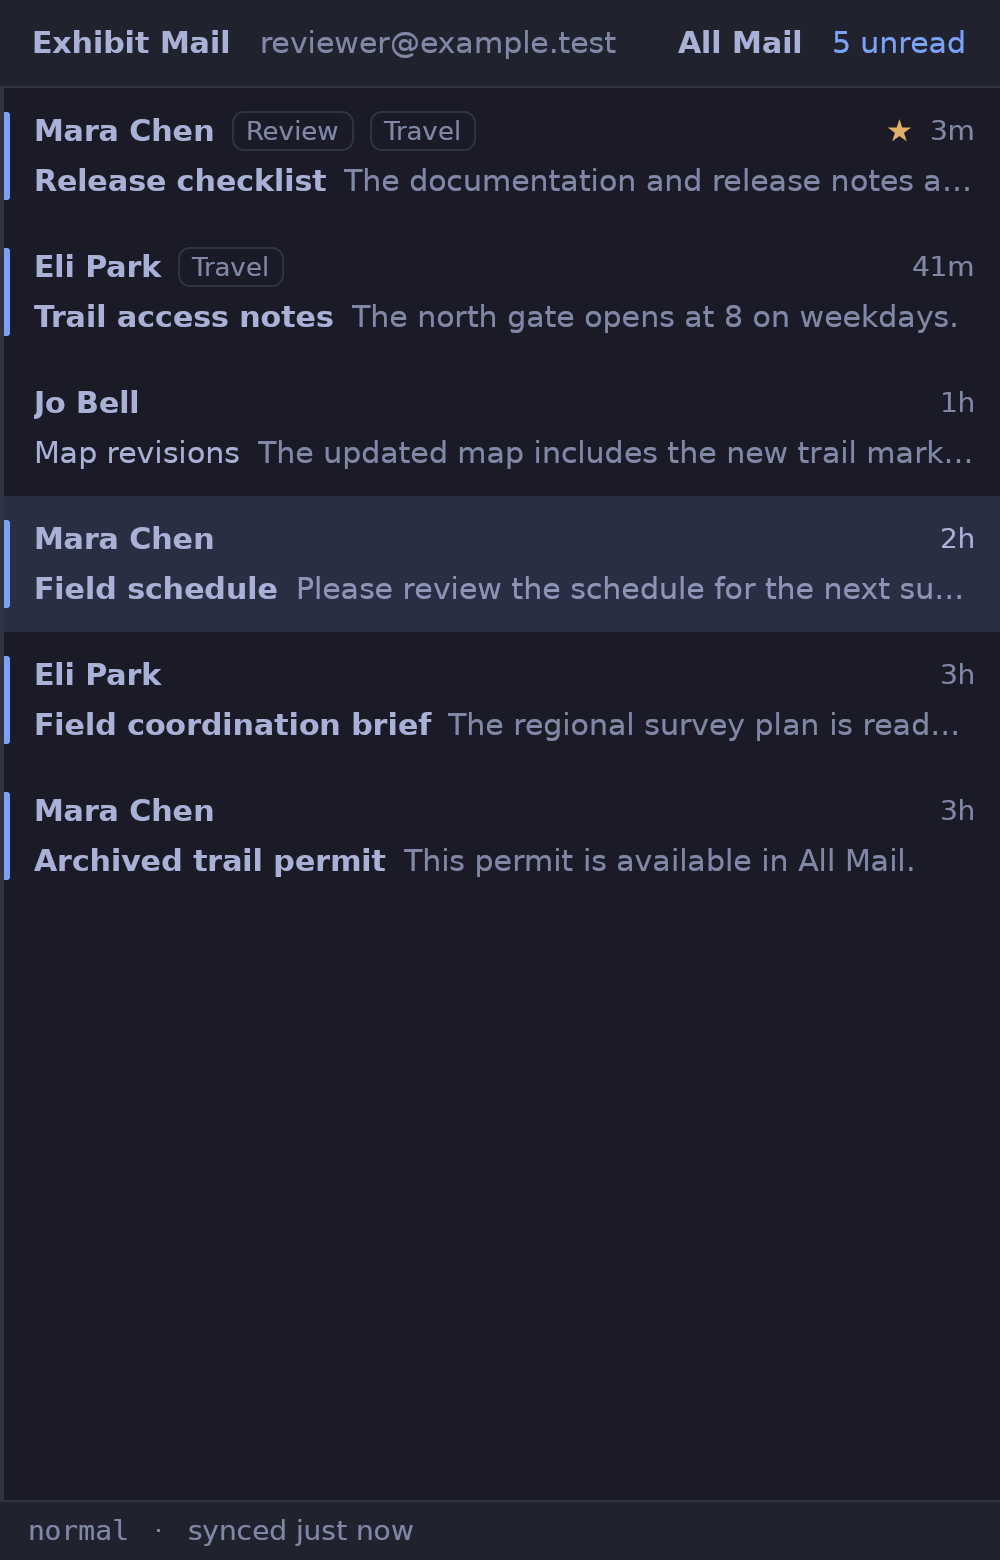 Exhibit Mail reviewer@example.test All Mail 5 unread
Mara Chen Review Travel ★ 3m
Release checklist The documentation and release notes a…
Eli Park Travel 41m
Trail access notes The north gate opens at 8 on weekdays.
Jo Bell 1h
Map revisions The updated map includes the new trail mark…
Mara Chen 2h
Field schedule Please review the schedule for the next su…
Eli Park 3h
Field coordination brief The regional survey plan is read…
Mara Chen 3h
Archived trail permit This permit is available in All Mail.
normal · synced just now